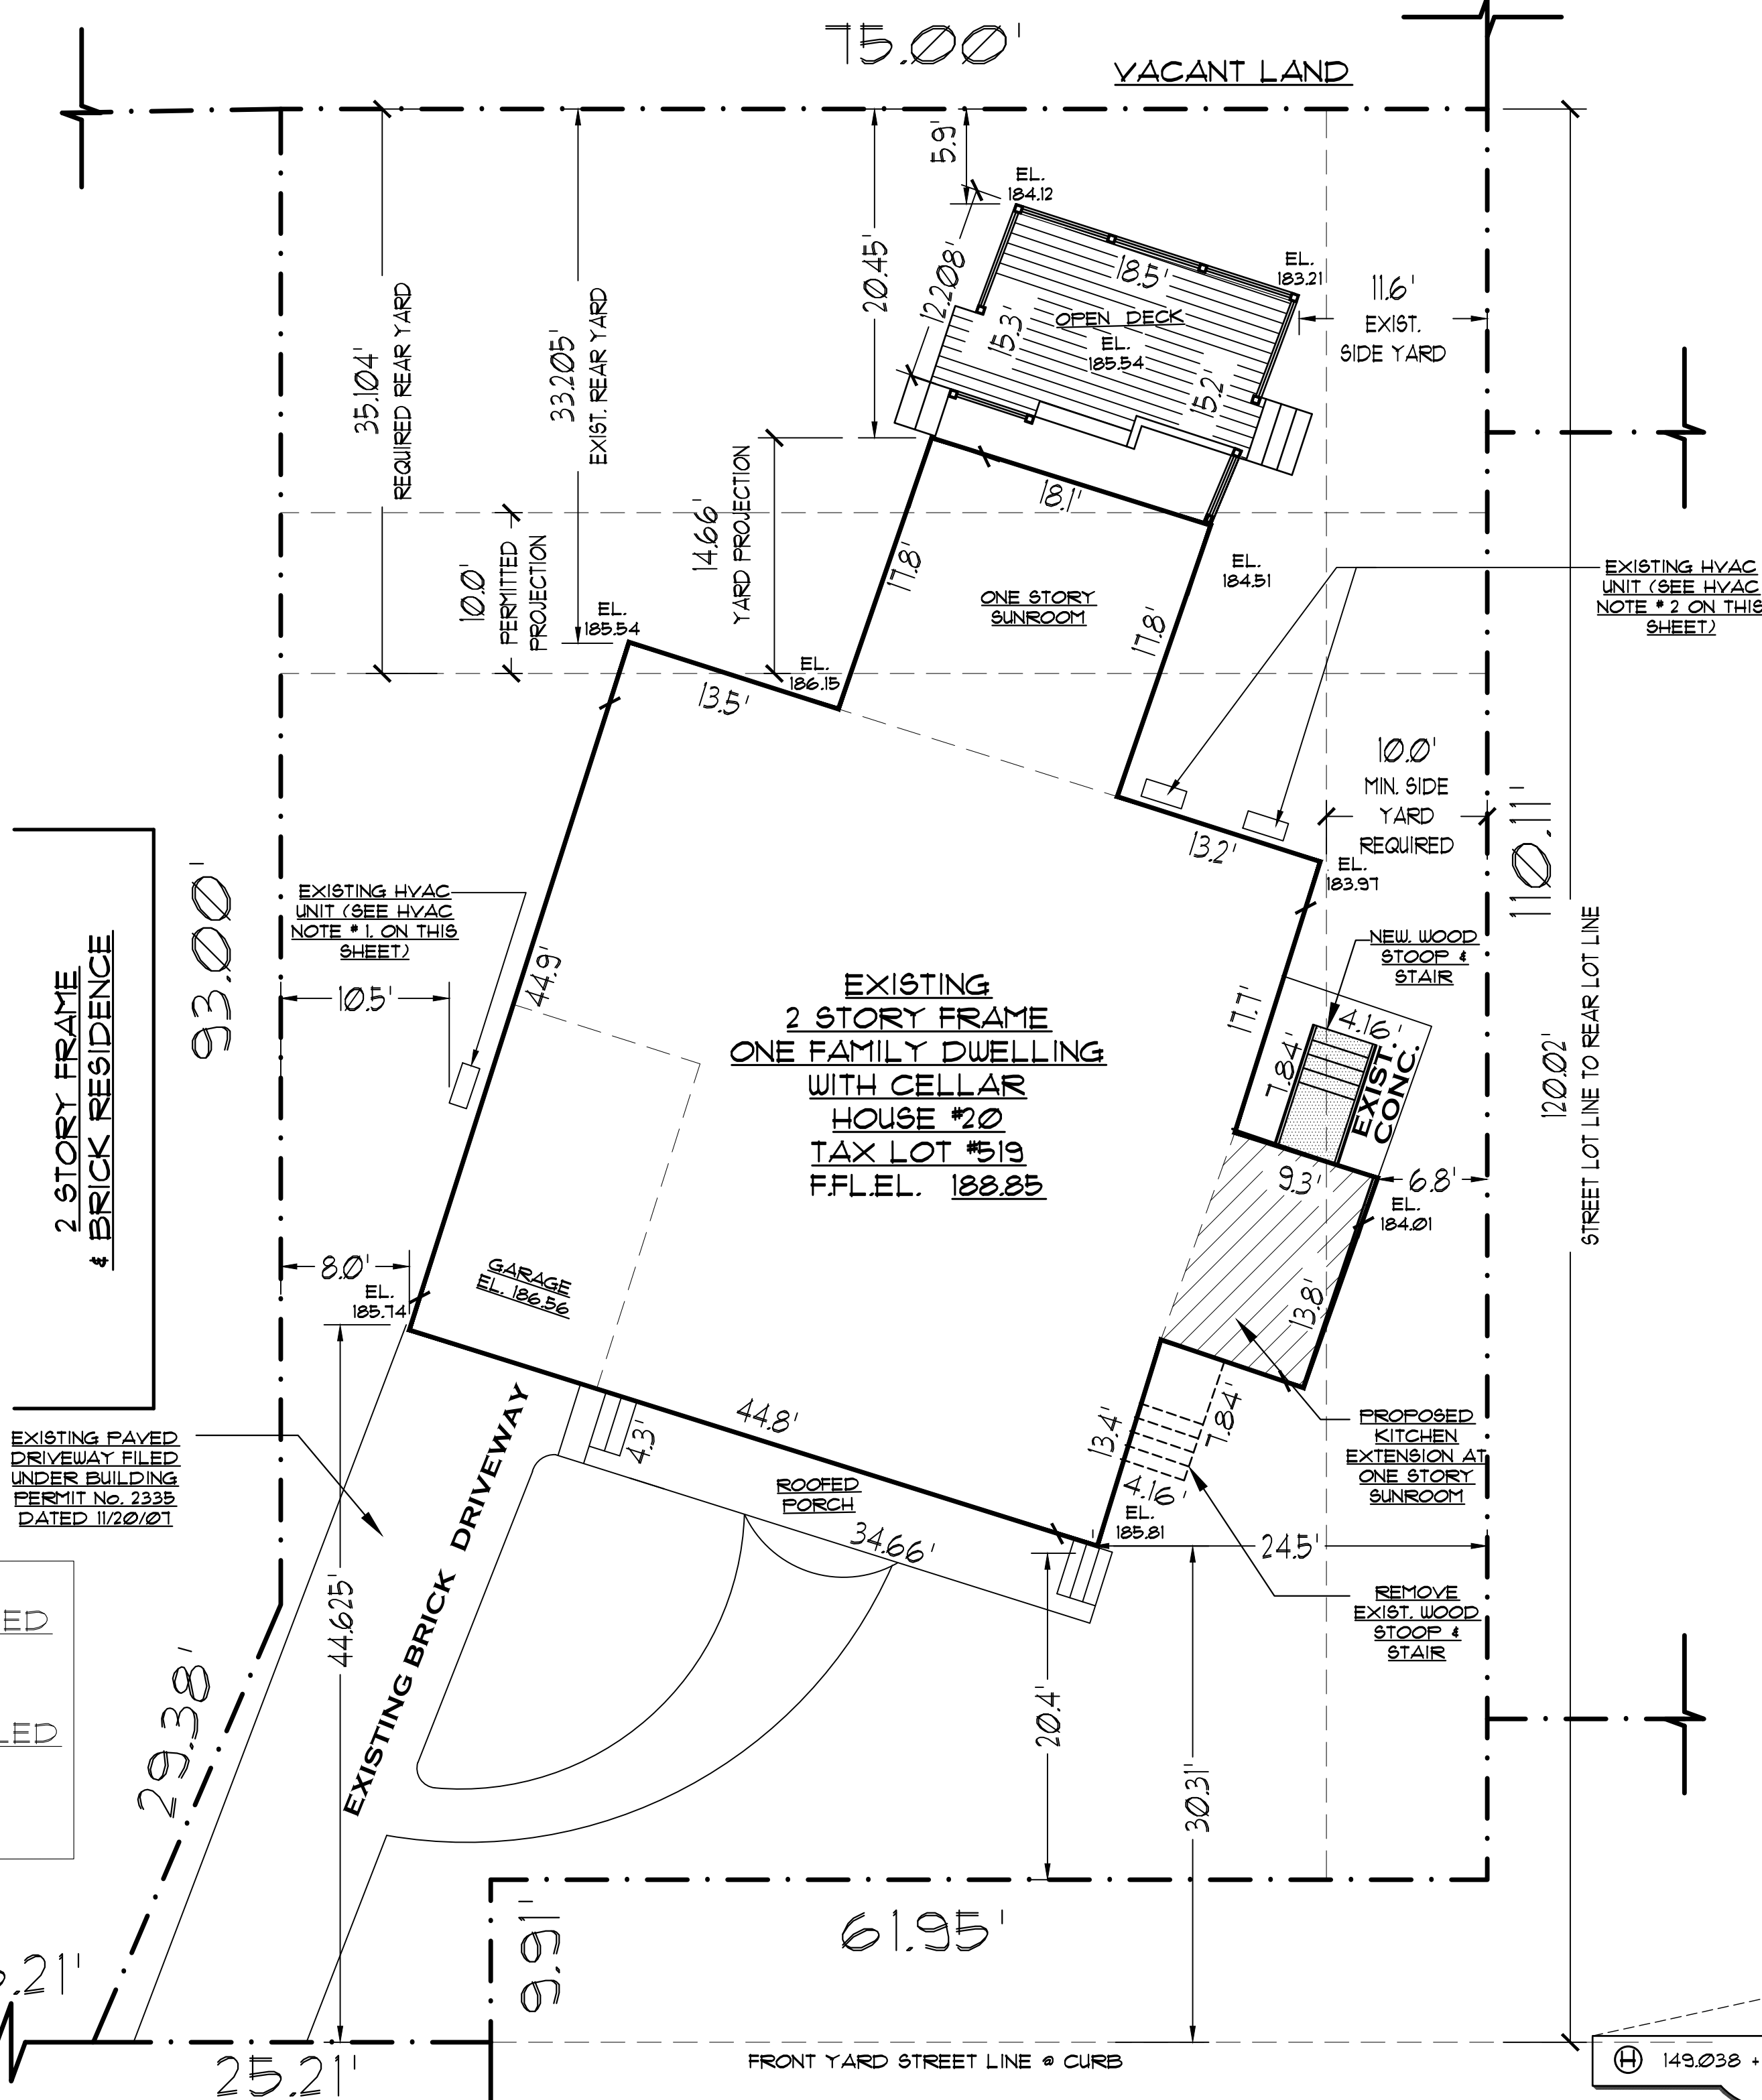 75.00'
VACANT LAND
5.9'
EL.
184.12
EL.
183.21
18.5'
OPEN DECK
EL.
185.54
15.3'
15.2
12.208'
20.45'
11.6'
EXIST.
SIDE YARD
35.104'
REQUIRED REAR YARD
33.205'
EXIST. REAR YARD
14.66'
YARD PROJECTION
10.0'
PERMITTED
PROJECTION
18.1'
17.8'
17.8'
ONE STORY
SUNROOM
EL.
184.51
EXISTING HVAC
UNIT (SEE HVAC
NOTE # 2 ON THIS
SHEET)
EL.
185.54
EL.
186.15
13.5'
13.2'
10.0'
MIN. SIDE
YARD
REQUIRED
EL.
183.97
110.11'
120.02'
STREET LOT LINE TO REAR LOT LINE
2 STORY FRAME
& BRICK RESIDENCE
93.00'
EXISTING HVAC
UNIT (SEE HVAC
NOTE # 1. ON THIS
SHEET)
10.5'
44.9'
EXISTING
2 STORY FRAME
ONE FAMILY DWELLING
WITH CELLAR
HOUSE #20
TAX LOT #519
F.FL.EL. 188.85
17.7'
NEW. WOOD
STOOP &
STAIR
4.16'
7.84'
EXIST.
CONC.
9.3'
6.8'
EL.
184.01
13.8'
8.0'
EL.
185.74
GARAGE
EL. 186.56
44.8'
4.3'
ROOFED
PORCH
34.66'
13.4'
7.84'
4.16'
EL.
185.81
24.5'
PROPOSED
KITCHEN
EXTENSION AT
ONE STORY
SUNROOM
REMOVE
EXIST. WOOD
STOOP &
STAIR
EXISTING PAVED
DRIVEWAY FILED
UNDER BUILDING
PERMIT No. 2335
DATED 11/20/07
EXISTING BRICK DRIVEWAY
44.625'
29.38'
20.4'
30.31'
ED
LED
.21'
9.91'
61.95'
25.21'
FRONT YARD STREET LINE @ CURB
H 149.038 +